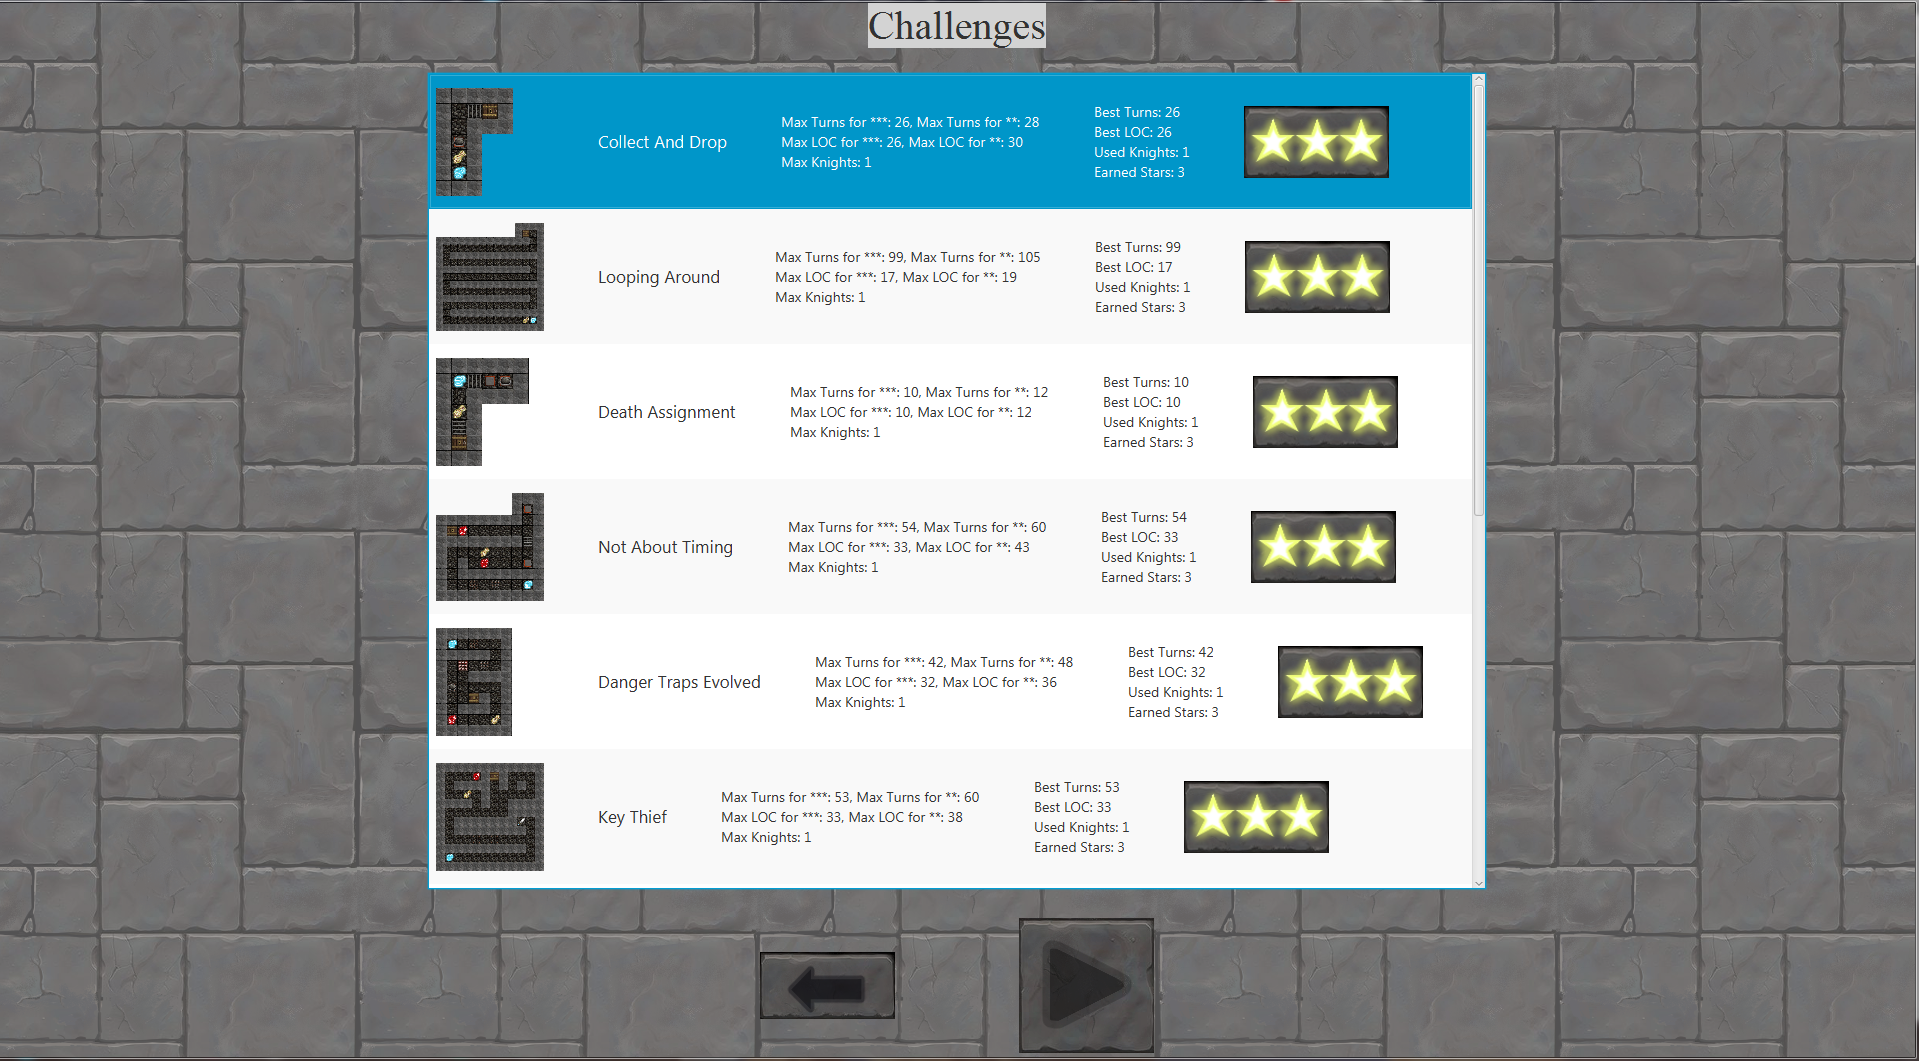 Challenges
Collect And Drop
Max Turns for ***: 26, Max Turns for **: 28
Max LOC for ***: 26, Max LOC for **: 30
Max Knights: 1
Best Turns: 26
Best LOC: 26
Used Knights: 1
Earned Stars: 3
Looping Around
Max Turns for ***: 99, Max Turns for **: 105
Max LOC for ***: 17, Max LOC for **: 19
Max Knights: 1
Best Turns: 99
Best LOC: 17
Used Knights: 1
Earned Stars: 3
Death Assignment
Max Turns for ***: 10, Max Turns for **: 12
Max LOC for ***: 10, Max LOC for **: 12
Max Knights: 1
Best Turns: 10
Best LOC: 10
Used Knights: 1
Earned Stars: 3
Not About Timing
Max Turns for ***: 54, Max Turns for **: 60
Max LOC for ***: 33, Max LOC for **: 43
Max Knights: 1
Best Turns: 54
Best LOC: 33
Used Knights: 1
Earned Stars: 3
Danger Traps Evolved
Max Turns for ***: 42, Max Turns for **: 48
Max LOC for ***: 32, Max LOC for **: 36
Max Knights: 1
Best Turns: 42
Best LOC: 32
Used Knights: 1
Earned Stars: 3
Key Thief
Max Turns for ***: 53, Max Turns for **: 60
Max LOC for ***: 33, Max LOC for **: 38
Max Knights: 1
Best Turns: 53
Best LOC: 33
Used Knights: 1
Earned Stars: 3